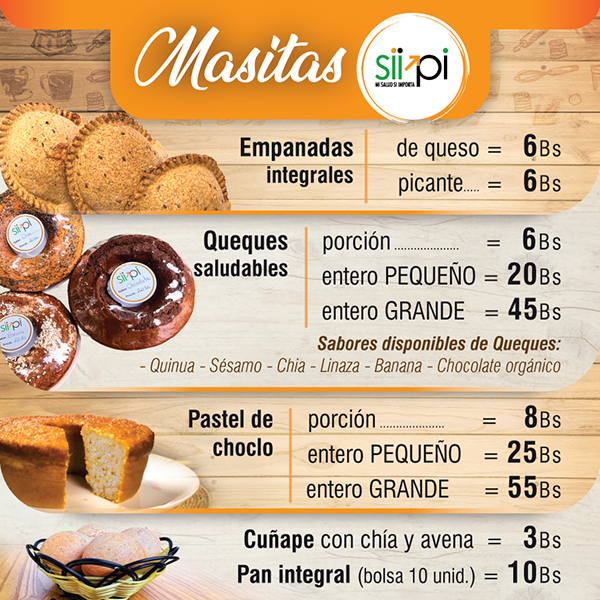 Masitas
sii pi
MI SALUD SI IMPORTA
Empanadas integrales
de queso = 6Bs
picante..... = 6Bs
Queques saludables
porción.................... = 6Bs
entero PEQUEÑO = 20Bs
entero GRANDE = 45Bs
Sabores disponibles de Queques:
- Quinua - Sésamo - Chia - Linaza - Banana - Chocolate orgánico
Pastel de choclo
porción.................... = 8Bs
entero PEQUEÑO = 25Bs
entero GRANDE = 55Bs
Cuñape con chía y avena = 3Bs
Pan integral (bolsa 10 unid.) = 10Bs
sii pi